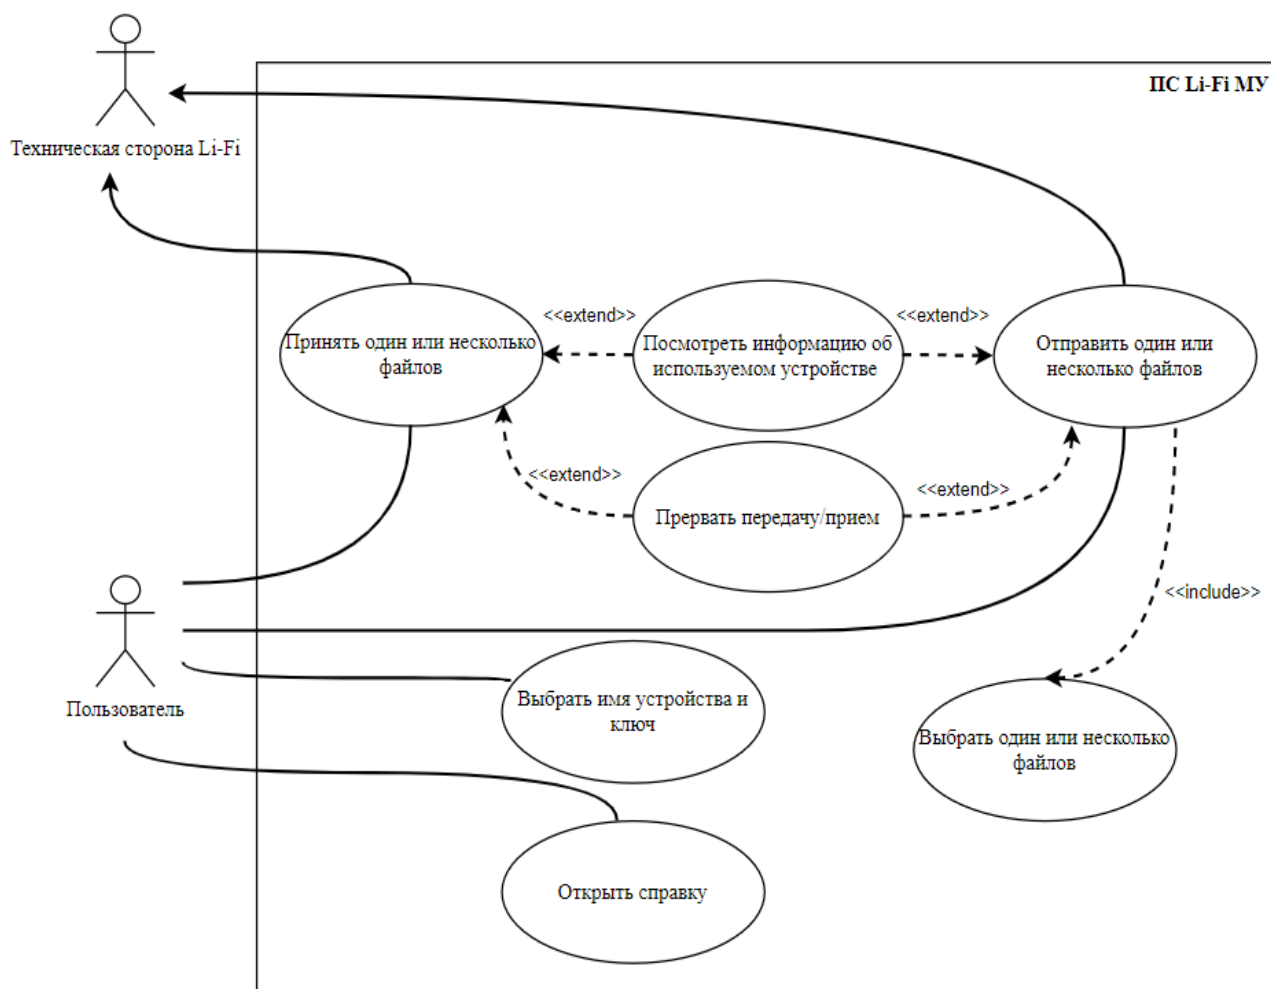 ПС Li-Fi МУ
Техническая сторона Li-Fi
<<extend>>
<<extend>>
Принять один или несколько
файлов
Посмотреть информацию об
используемом устройстве
Отправить один или
несколько файлов
<<extend>>
<<extend>>
Прервать передачу/прием
<<include>>
Пользователь
Выбрать имя устройства и
ключ
Выбрать один или несколько
файлов
Открыть справку